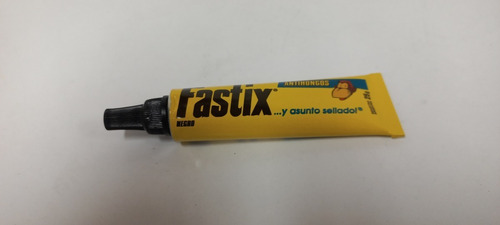 ANTIHONGOS
Fastix®
NEGRO
...y asunto sellado!®